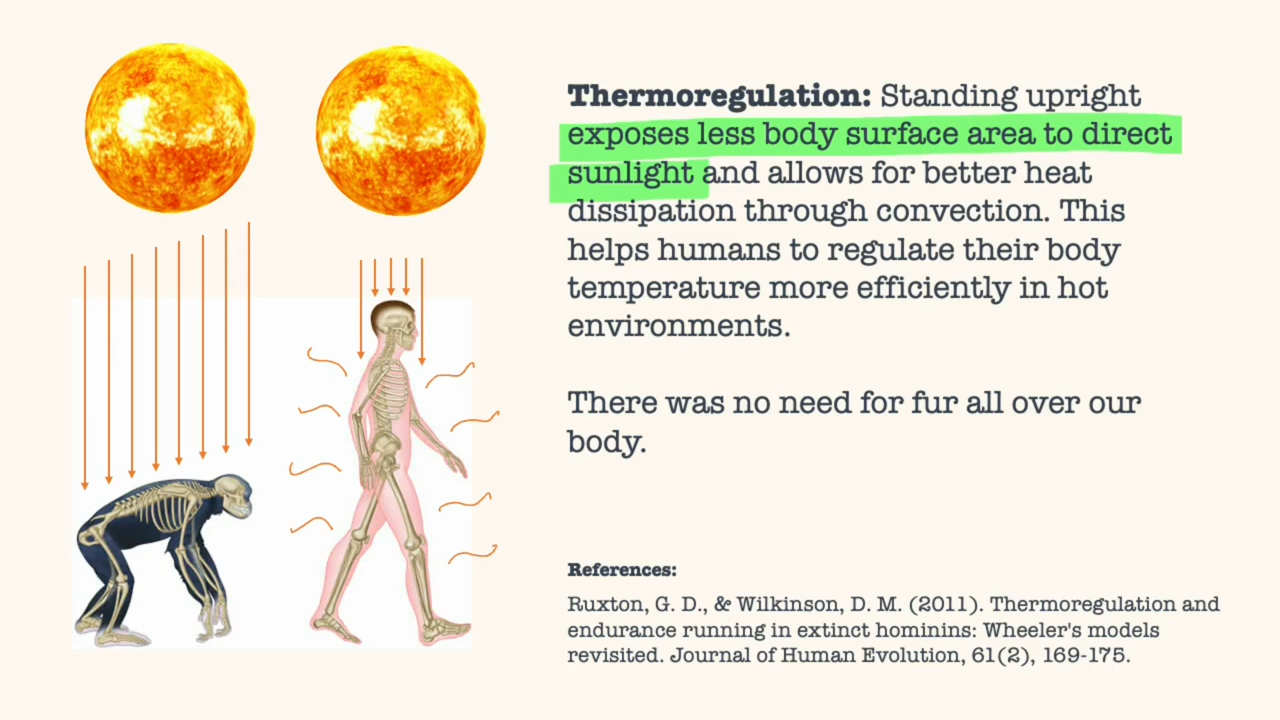 Thermoregulation: Standing upright
exposes less body surface area to direct
sunlight and allows for better heat
dissipation through convection. This
helps humans to regulate their body
temperature more efficiently in hot
environments.
There was no need for fur all over our
body.
References:
Ruxton, G. D., & Wilkinson, D. M. (2011). Thermoregulation and
endurance running in extinct hominins: Wheeler's models
revisited. Journal of Human Evolution, 61(2), 169-175.